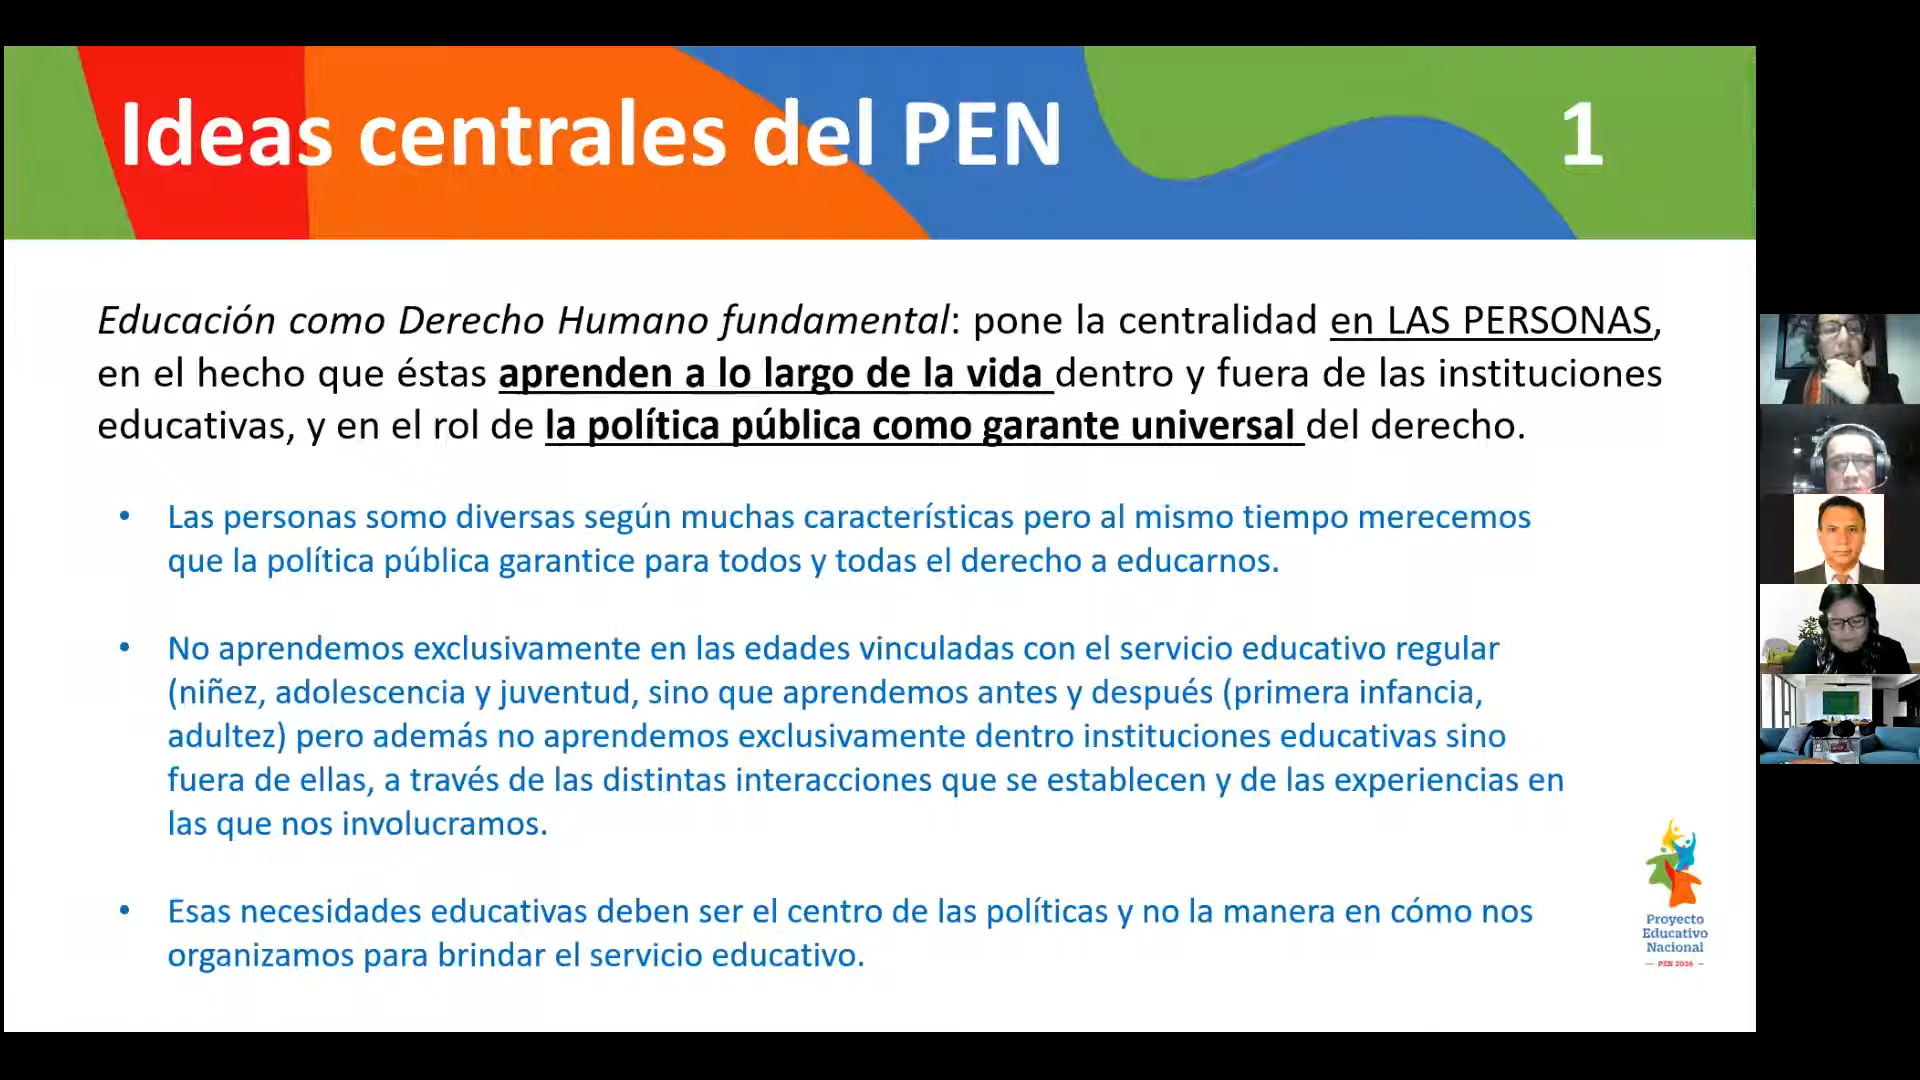 Ideas centrales del PEN
1
Educación como Derecho Humano fundamental: pone la centralidad en LAS PERSONAS,
en el hecho que éstas aprenden a lo largo de la vida dentro y fuera de las instituciones
educativas, y en el rol de la política pública como garante universal del derecho.
• Las personas somo diversas según muchas características pero al mismo tiempo merecemos
que la política pública garantice para todos y todas el derecho a educarnos.
• No aprendemos exclusivamente en las edades vinculadas con el servicio educativo regular
(niñez, adolescencia y juventud, sino que aprendemos antes y después (primera infancia,
adultez) pero además no aprendemos exclusivamente dentro instituciones educativas sino
fuera de ellas, a través de las distintas interacciones que se establecen y de las experiencias en
las que nos involucramos.
• Esas necesidades educativas deben ser el centro de las políticas y no la manera en cómo nos
organizamos para brindar el servicio educativo.
Proyecto
Educativo
Nacional
— PEN 2036 —